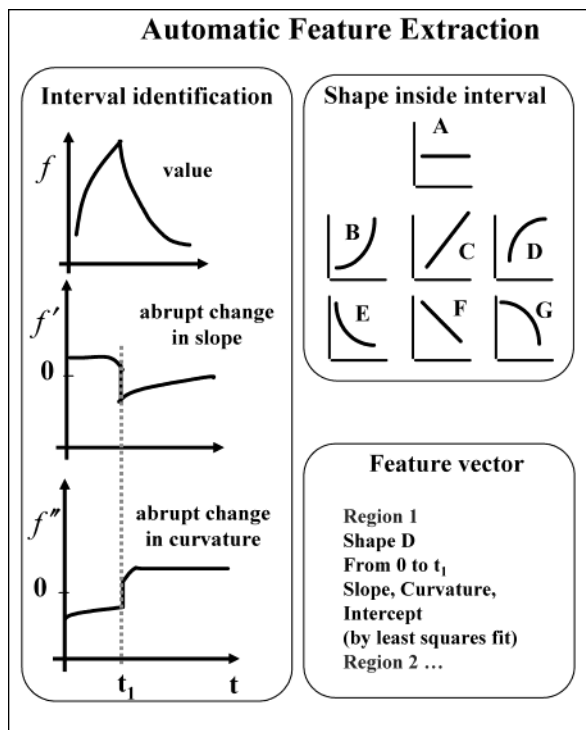 Automatic Feature Extraction
Interval identification
f
value
f'
abrupt change
in slope
0
f''
abrupt change
in curvature
0
t1
t
Shape inside interval
A
B
C
D
E
F
G
Feature vector
Region 1
Shape D
From 0 to t1
Slope, Curvature,
Intercept
(by least squares fit)
Region 2 ...